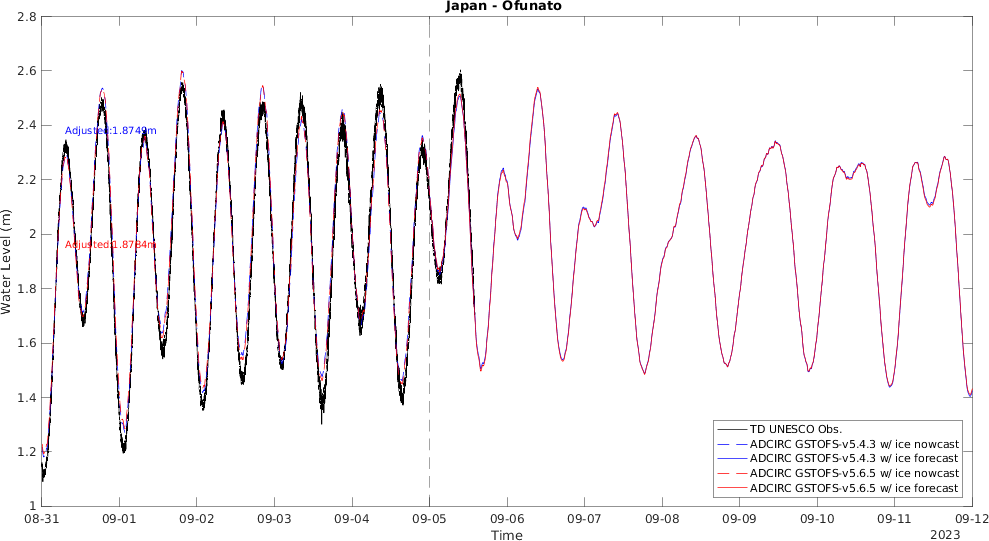 Japan - Ofunato
2.8
2.6
2.4
2.2
2
1.8
1.6
1.4
1.2
1
Water Level (m)
Adjusted:1.8749m
Adjusted:1.8784m
TD UNESCO Obs.
ADCIRC GSTOFS-v5.4.3 w/ ice nowcast
ADCIRC GSTOFS-v5.4.3 w/ ice forecast
ADCIRC GSTOFS-v5.6.5 w/ ice nowcast
ADCIRC GSTOFS-v5.6.5 w/ ice forecast
08-31 09-01 09-02 09-03 09-04 09-05 09-06 09-07 09-08 09-09 09-10 09-11 09-12
Time
2023